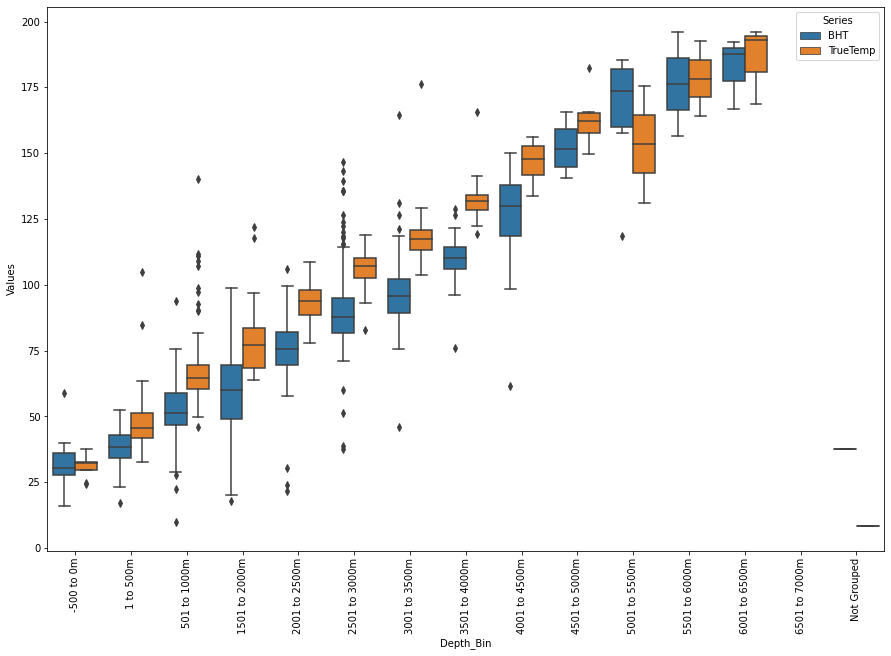 Series
BHT
TrueTemp
200
175
150
125
100
75
50
25
0
Values
-500 to 0m
1 to 500m
501 to 1000m
1501 to 2000m
2001 to 2500m
2501 to 3000m
3001 to 3500m
3501 to 4000m
4001 to 4500m
4501 to 5000m
5001 to 5500m
5501 to 6000m
6001 to 6500m
6501 to 7000m
Not Grouped
Depth_Bin